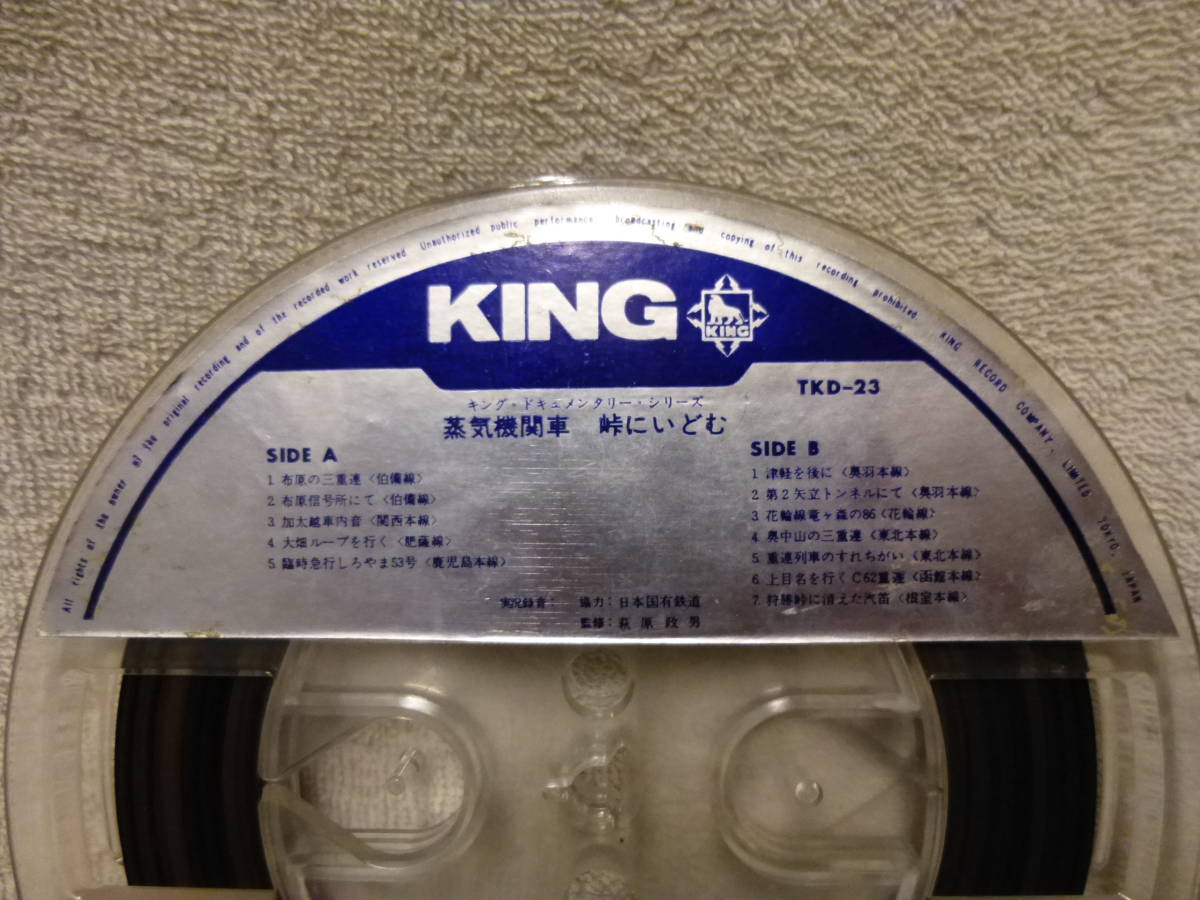 All rights of the owner of the original recording and of the recorded work reserved Unauthorized public performance, broadcasting and copying of this recording prohibited. KING RECORD COMPANY, LIMITED TOKYO, JAPAN
KING
KING
TKD-23
キング・ドキュメンタリー・シリーズ
蒸気機関車 峠にいどむ
SIDE A
1. 布原の三重連〈伯備線〉
2. 布原信号所にて〈伯備線〉
3. 加太越車内音〈関西本線〉
4. 大畑ループを行く〈肥薩線〉
5. 臨時急行しろやま53号〈鹿児島本線〉
SIDE B
1. 津軽を後に〈奥羽本線〉
2. 第2矢立トンネルにて〈奥羽本線〉
3. 花輪線竜ヶ森の86〈花輪線〉
4. 奥中山の三重連〈東北本線〉
5. 重連列車のすれちがい〈東北本線〉
6. 上目名を行くC62重連〈函館本線〉
7. 狩勝峠に消えた汽笛〈根室本線〉
実況録音: 協力:日本国有鉄道
監修:萩原政男